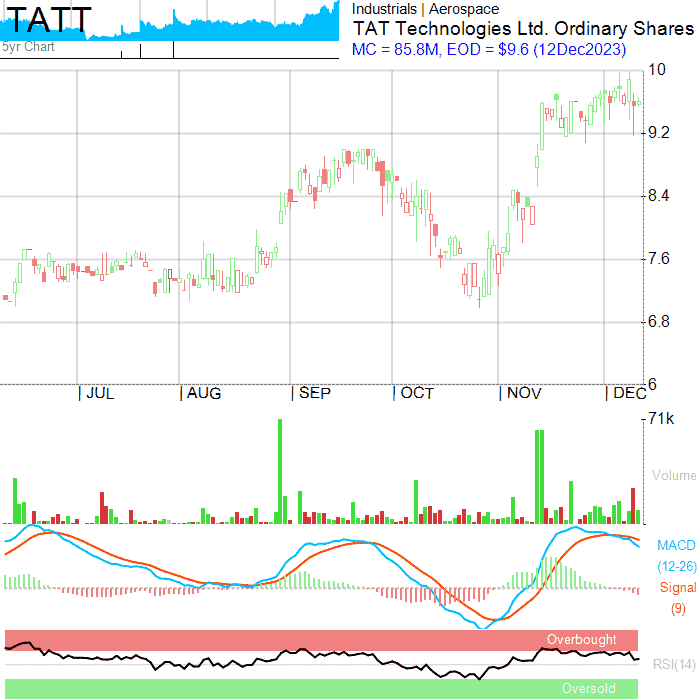 TATT
5yr Chart
Industrials | Aerospace
TAT Technologies Ltd. Ordinary Shares
MC = 85.8M, EOD = $9.6 (12Dec2023)
10
9.2
8.4
7.6
6.8
6
| JUL | AUG | SEP | OCT | NOV | DEC
71k
Volume
MACD
(12-26)
Signal
(9)
Overbought
RSI(14)
Oversold